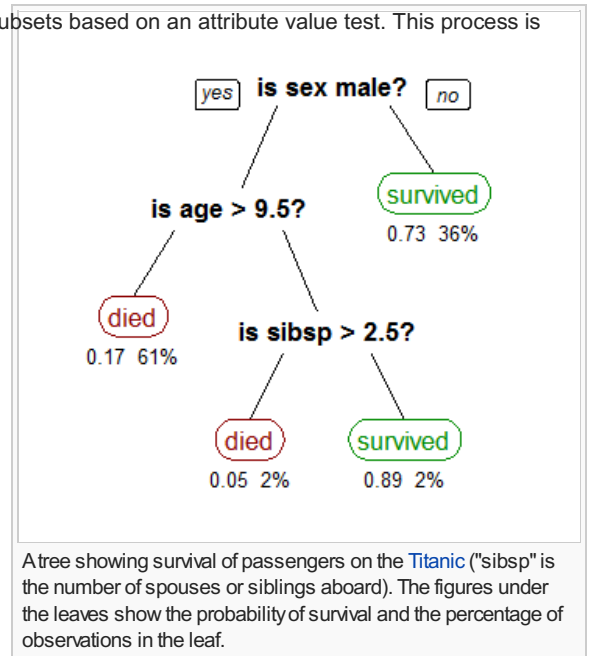 ubsets based on an attribute value test. This process is
yes is sex male? no
survived
is age > 9.5?
0.73 36%
died
is sibsp > 2.5?
0.17 61%
died survived
0.05 2% 0.89 2%
A tree showing survival of passengers on the Titanic ("sibsp" is
the number of spouses or siblings aboard). The figures under
the leaves show the probability of survival and the percentage of
observations in the leaf.